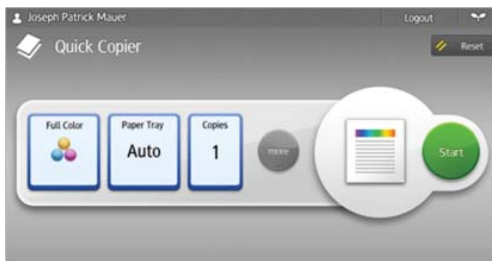 Joseph Patrick Mauer
Logout
Quick Copier
Reset
Full Color
Paper Tray
Auto
Copies
1
more
Start